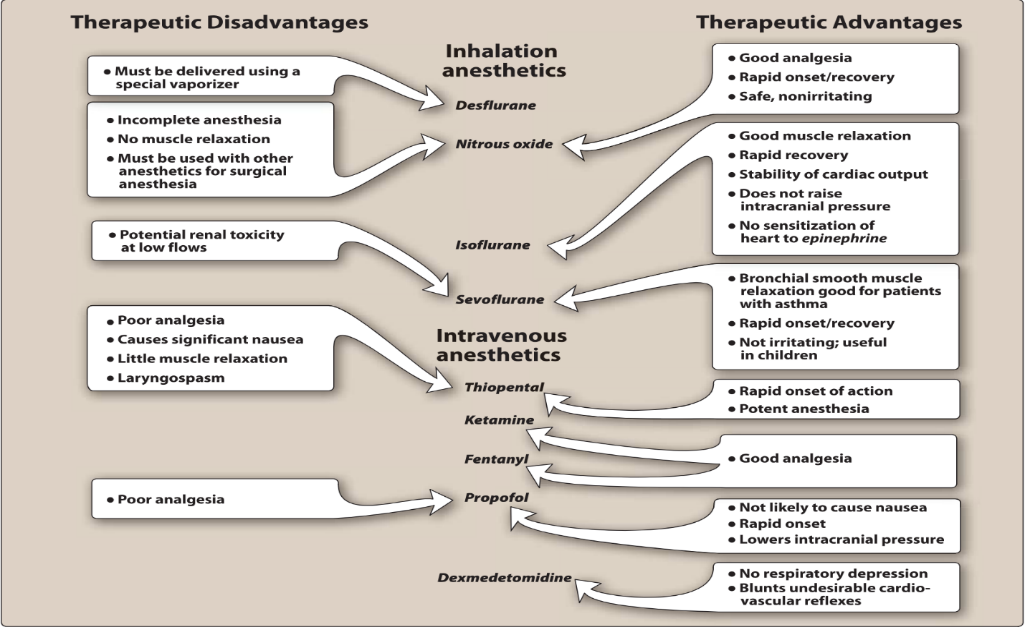 Therapeutic Disadvantages
Therapeutic Advantages
Inhalation
anesthetics
• Must be delivered using a
special vaporizer
Desflurane
• Good analgesia
• Rapid onset/recovery
• Safe, nonirritating
• Incomplete anesthesia
• No muscle relaxation
• Must be used with other
anesthetics for surgical
anesthesia
Nitrous oxide
• Good muscle relaxation
• Rapid recovery
• Stability of cardiac output
• Does not raise
intracranial pressure
• No sensitization of
heart to epinephrine
Isoflurane
• Potential renal toxicity
at low flows
Sevoflurane
• Bronchial smooth muscle
relaxation good for patients
with asthma
• Rapid onset/recovery
• Not irritating; useful
in children
Intravenous
anesthetics
• Poor analgesia
• Causes significant nausea
• Little muscle relaxation
• Laryngospasm
Thiopental
• Rapid onset of action
• Potent anesthesia
Ketamine
Fentanyl
• Good analgesia
• Poor analgesia
Propofol
• Not likely to cause nausea
• Rapid onset
• Lowers intracranial pressure
Dexmedetomidine
• No respiratory depression
• Blunts undesirable cardio-
vascular reflexes